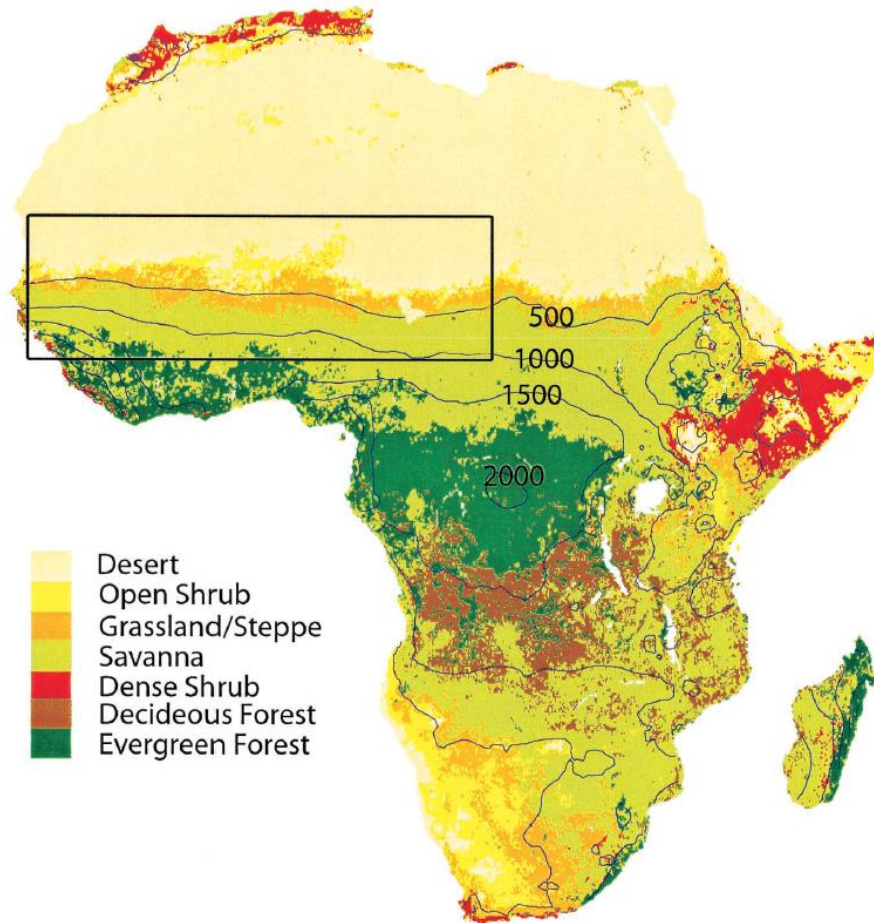 500
1000
1500
2000
Desert
Open Shrub
Grassland/Steppe
Savanna
Dense Shrub
Decideous Forest
Evergreen Forest